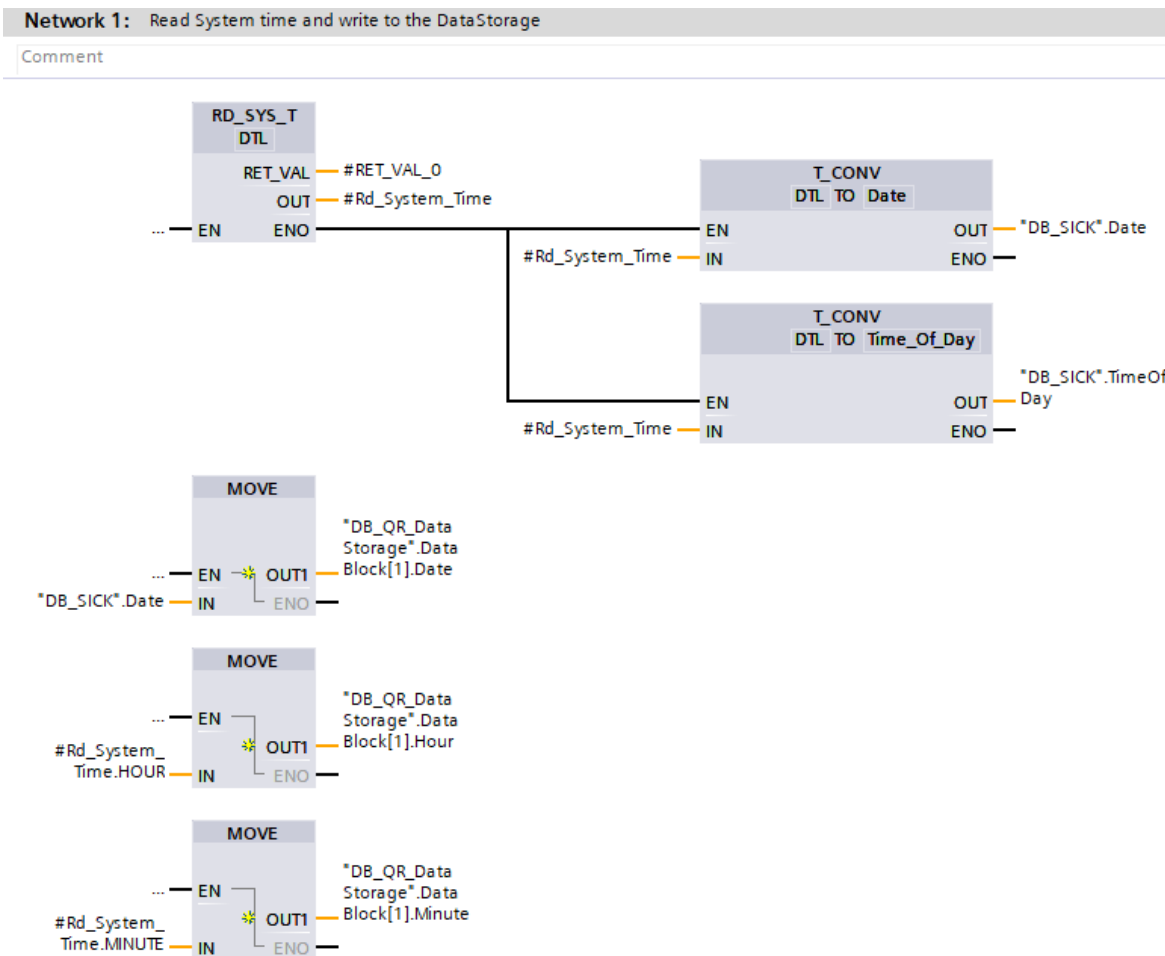 Network 1: Read System time and write to the DataStorage
Comment
RD_SYS_T
DTL
RET_VAL
#RET_VAL_0
OUT
#Rd_System_Time
...
EN
ENO
T_CONV
DTL TO Date
EN
OUT
"DB_SICK".Date
#Rd_System_Time
IN
ENO
T_CONV
DTL TO Time_Of_Day
"DB_SICK".TimeOf
Day
EN
OUT
#Rd_System_Time
IN
ENO
MOVE
"DB_QR_Data
Storage".Data
Block[1].Date
...
EN
OUT1
"DB_SICK".Date
IN
ENO
MOVE
"DB_QR_Data
Storage".Data
Block[1].Hour
...
EN
OUT1
#Rd_System_
Time.HOUR
IN
ENO
MOVE
"DB_QR_Data
Storage".Data
Block[1].Minute
...
EN
OUT1
#Rd_System_
Time.MINUTE
IN
ENO